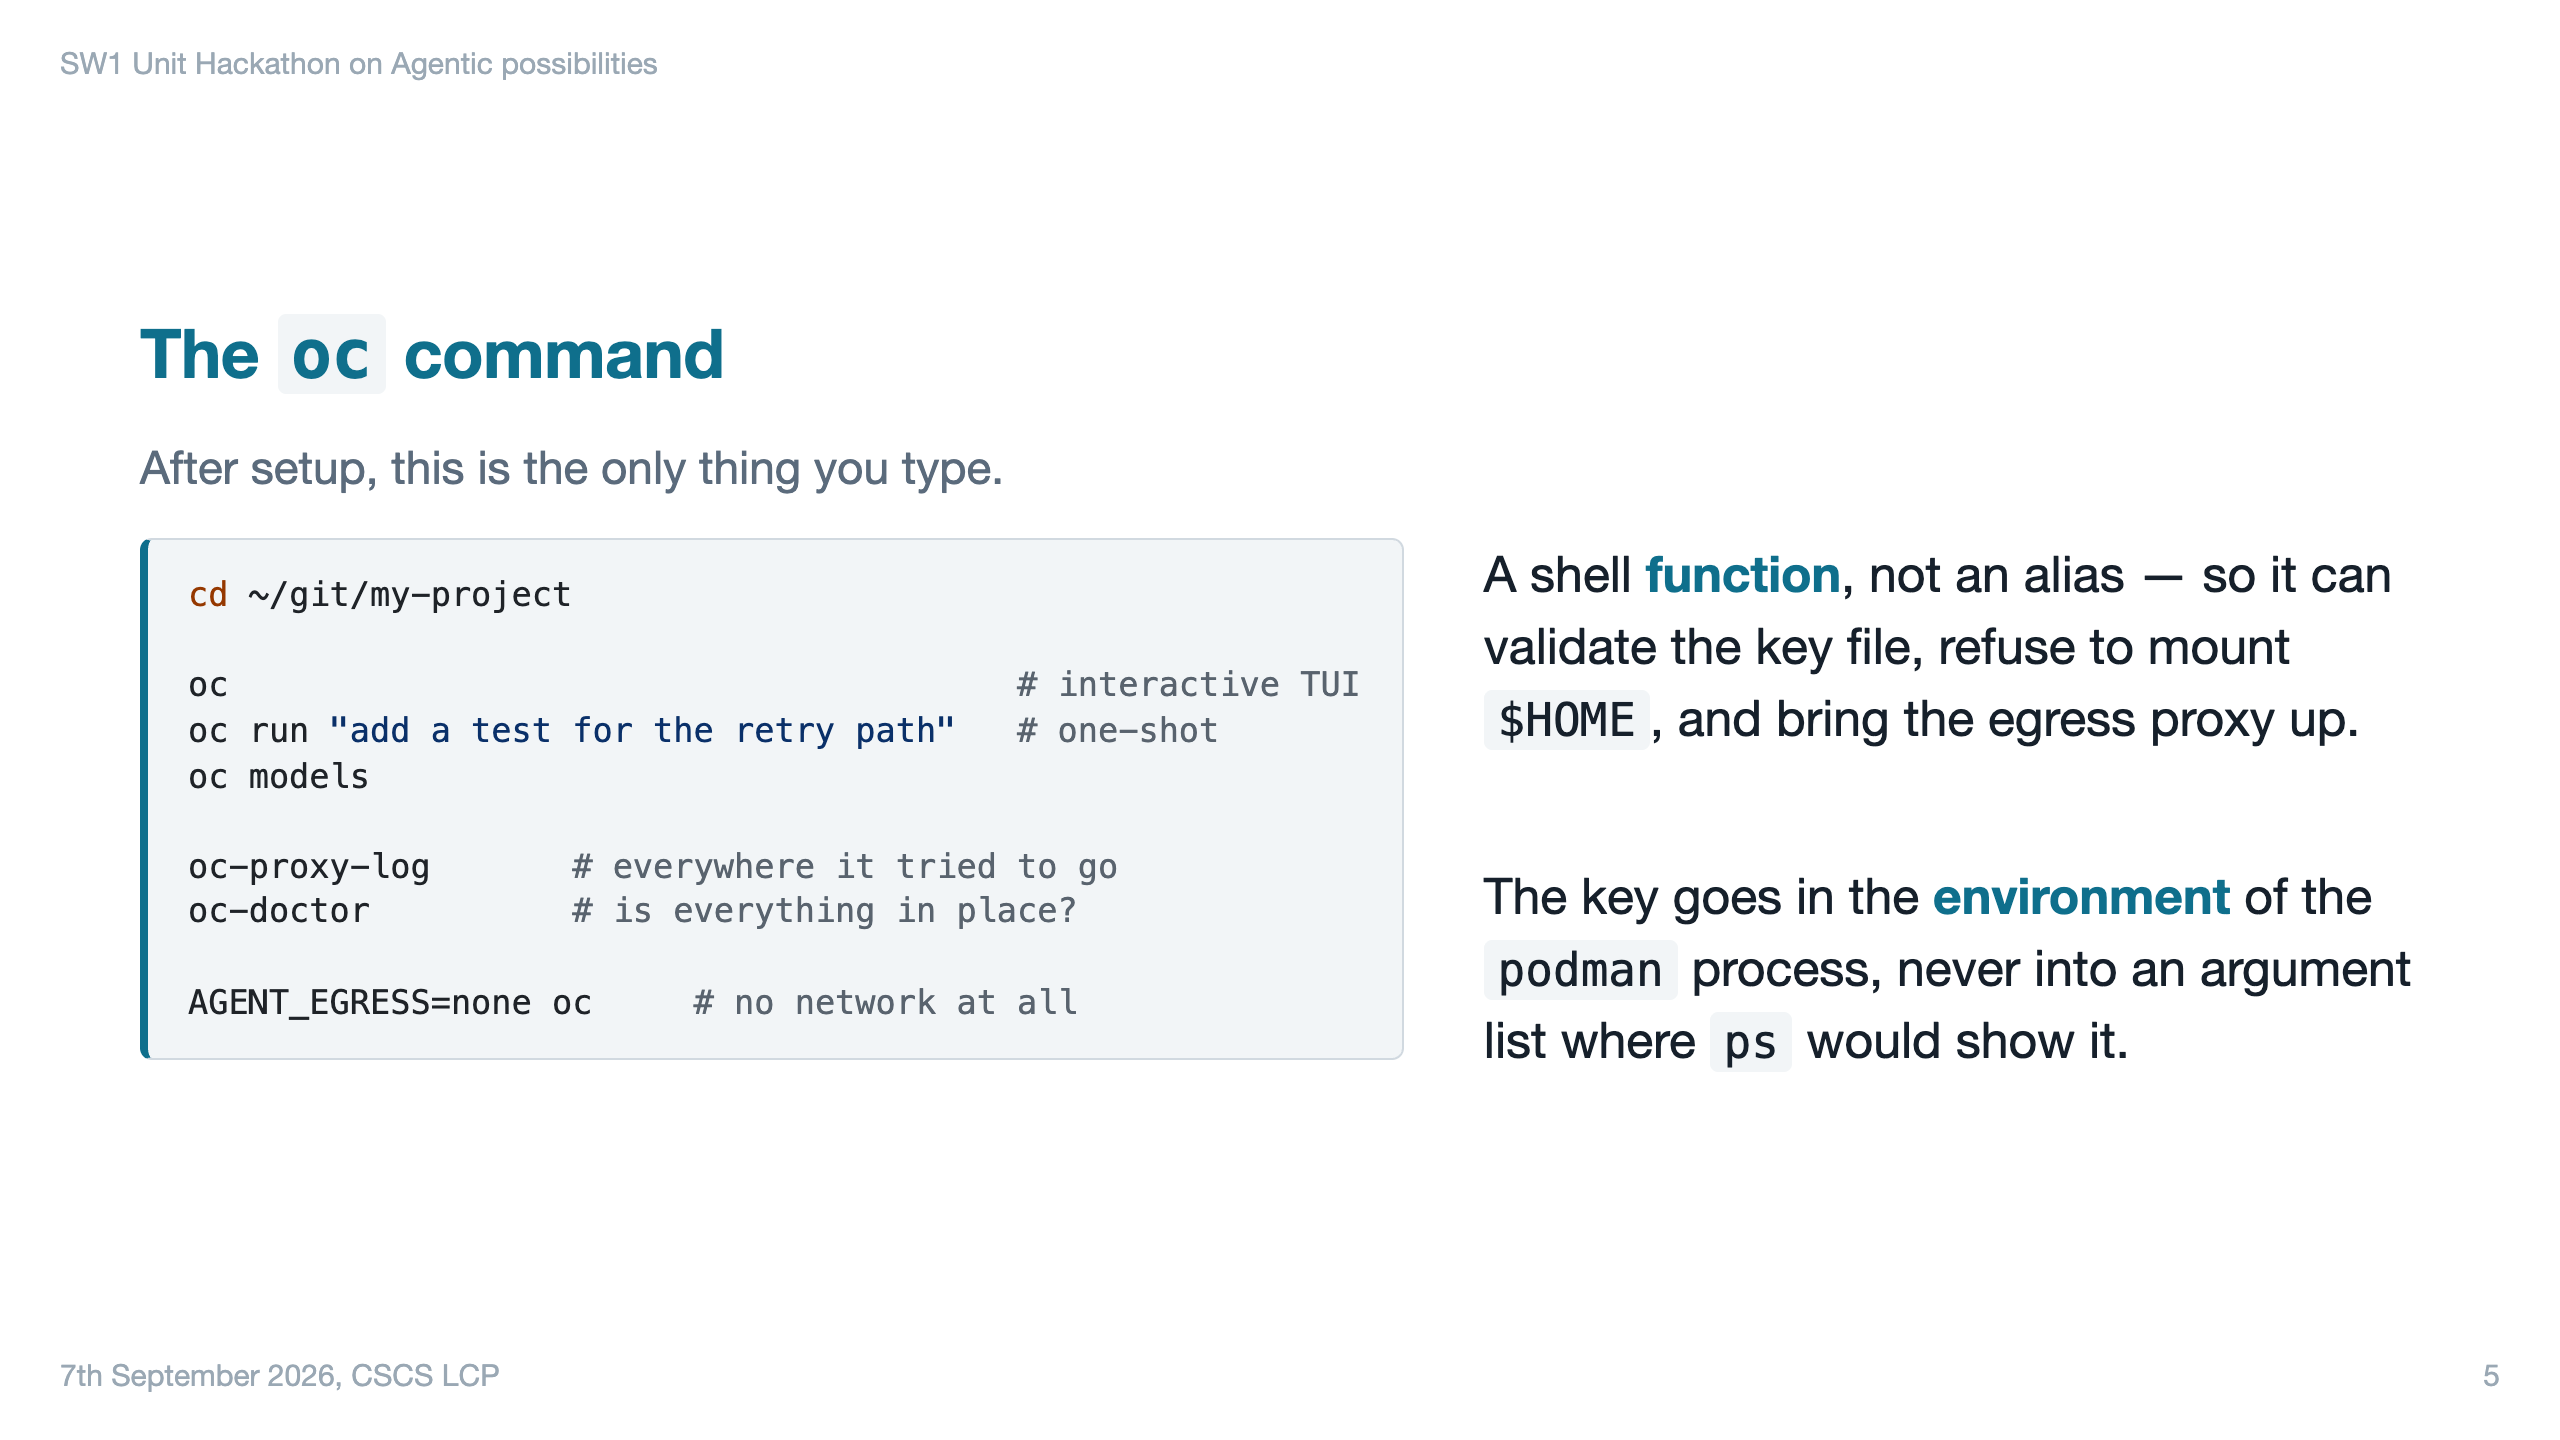 SW1 Unit Hackathon on Agentic possibilities
The oc command
After setup, this is the only thing you type.
cd ~/git/my-project
oc                                       # interactive TUI
oc run "add a test for the retry path"   # one-shot
oc models
oc-proxy-log       # everywhere it tried to go
oc-doctor          # is everything in place?
AGENT_EGRESS=none oc     # no network at all
A shell function, not an alias — so it can
validate the key file, refuse to mount
$HOME, and bring the egress proxy up.
The key goes in the environment of the
podman process, never into an argument
list where ps would show it.
7th September 2026, CSCS LCP
5